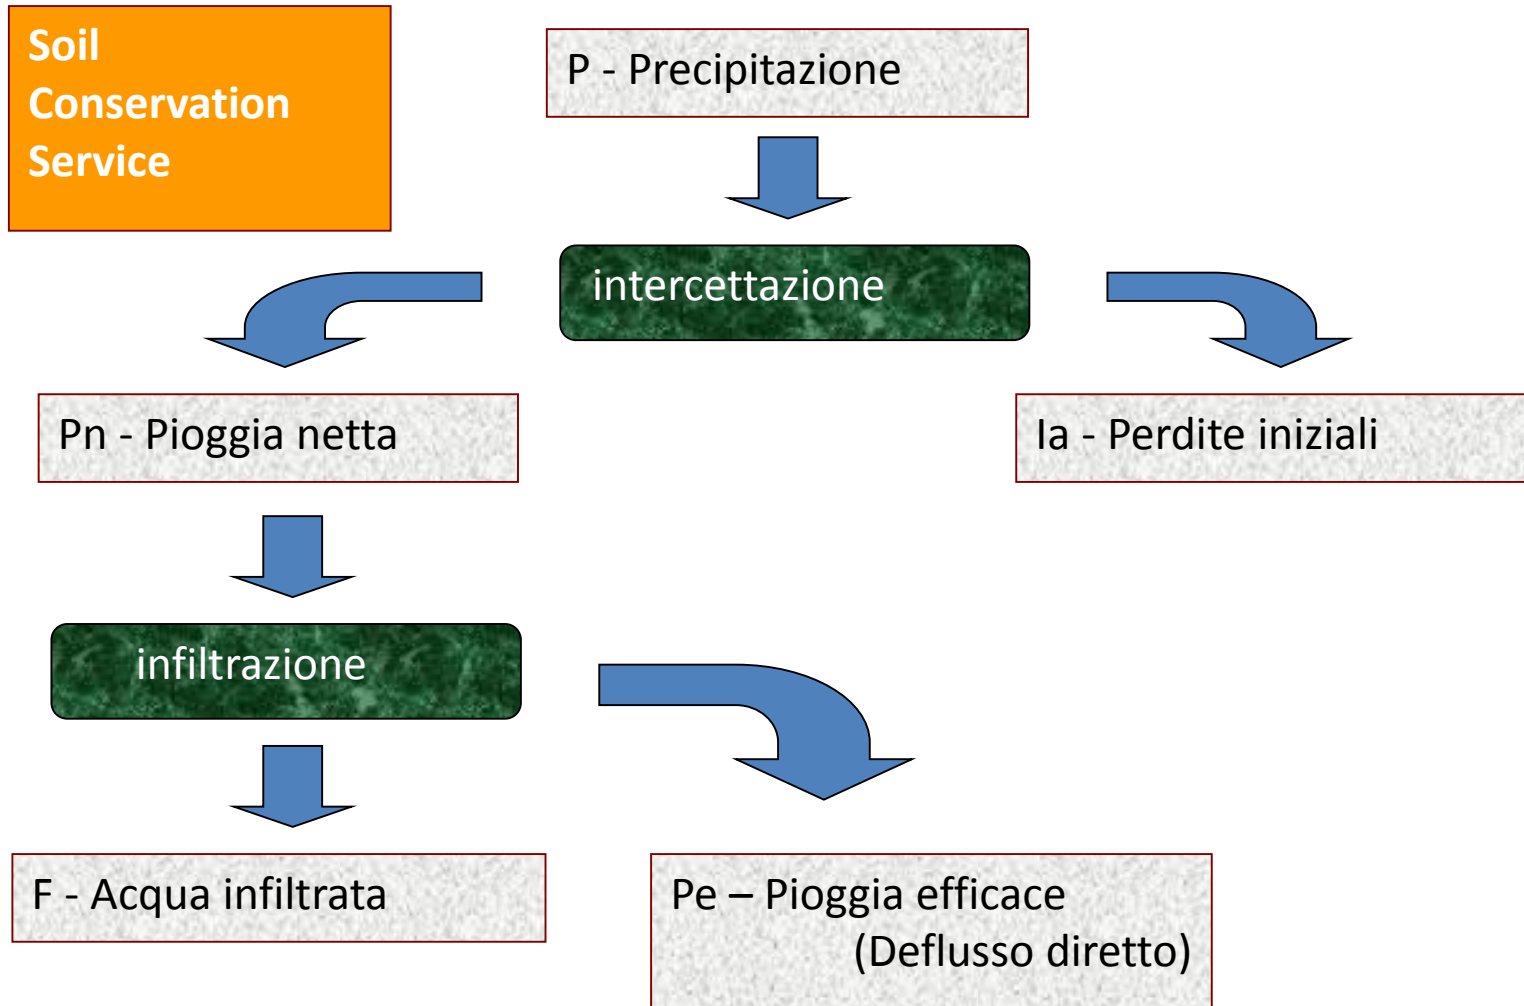 Soil
Conservation
Service
P - Precipitazione
intercettazione
Pn - Pioggia netta
Ia - Perdite iniziali
infiltrazione
F - Acqua infiltrata
Pe – Pioggia efficace
(Deflusso diretto)